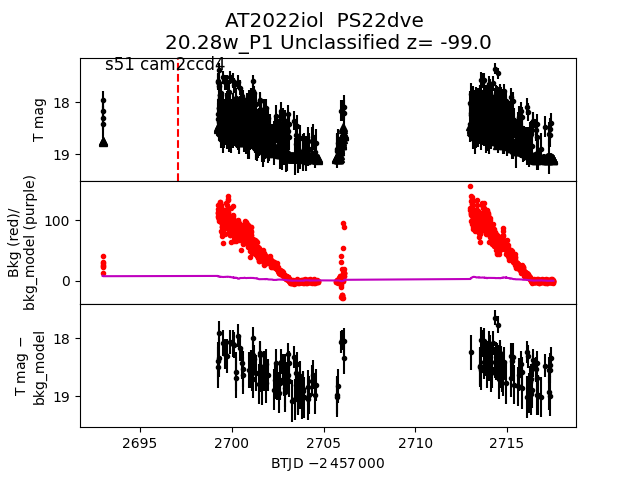 AT2022iol  PS22dve
20.28w_P1 Unclassified z= -99.0
s51 cam2ccd4
18
19
T mag
100
0
Bkg (red)/
bkg_model (purple)
18
19
T mag −
bkg_model
2695
2700
2705
2710
2715
BTJD −2 457 000